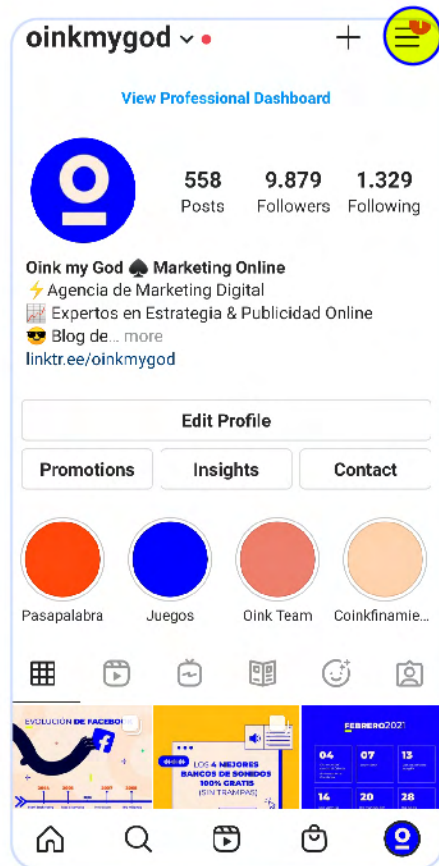 oinkmygod
View Professional Dashboard
558 9.879 1.329
Posts Followers Following
Oink my God ♠ Marketing Online
⚡Agencia de Marketing Digital
📈 Expertos en Estrategia & Publicidad Online
😎 Blog de... more
linktr.ee/oinkmygod
Edit Profile
Promotions Insights Contact
Pasapalabra Juegos Oink Team Coinkfinamie...
EVOLUCIÓN DE FACEBOOK
LOS 4 MEJORES
BANCOS DE SONIDOS
100% GRATIS
(SIN TRAMPAS)
FEBRERO2021
04 07 13
14 20 28